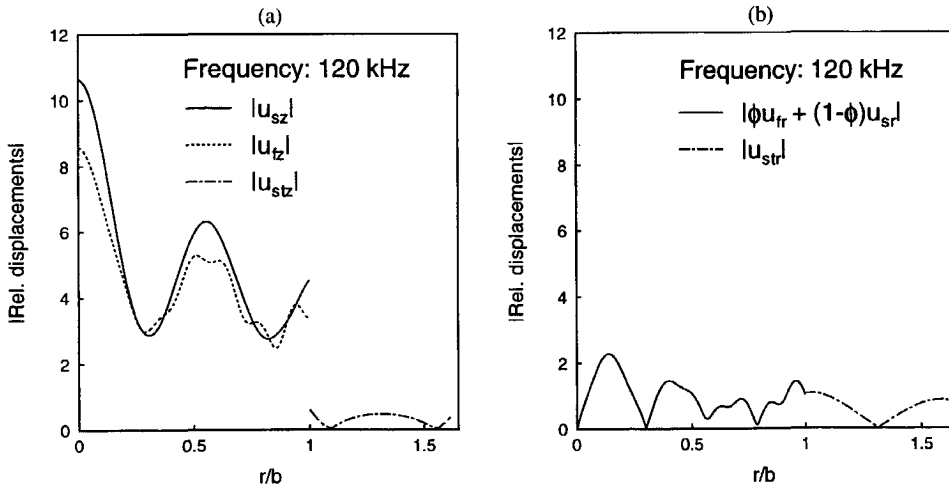 (a)
12
10
8
6
4
2
0
0
0.5
1
1.5
|Rel. displacements|
r/b
Frequency: 120 kHz
|u_sz|
|u_fz|
|u_stz|
(b)
12
10
8
6
4
2
0
0
0.5
1
1.5
|Rel. displacements|
r/b
Frequency: 120 kHz
|ϕu_fr + (1-ϕ)u_sr|
|u_str|